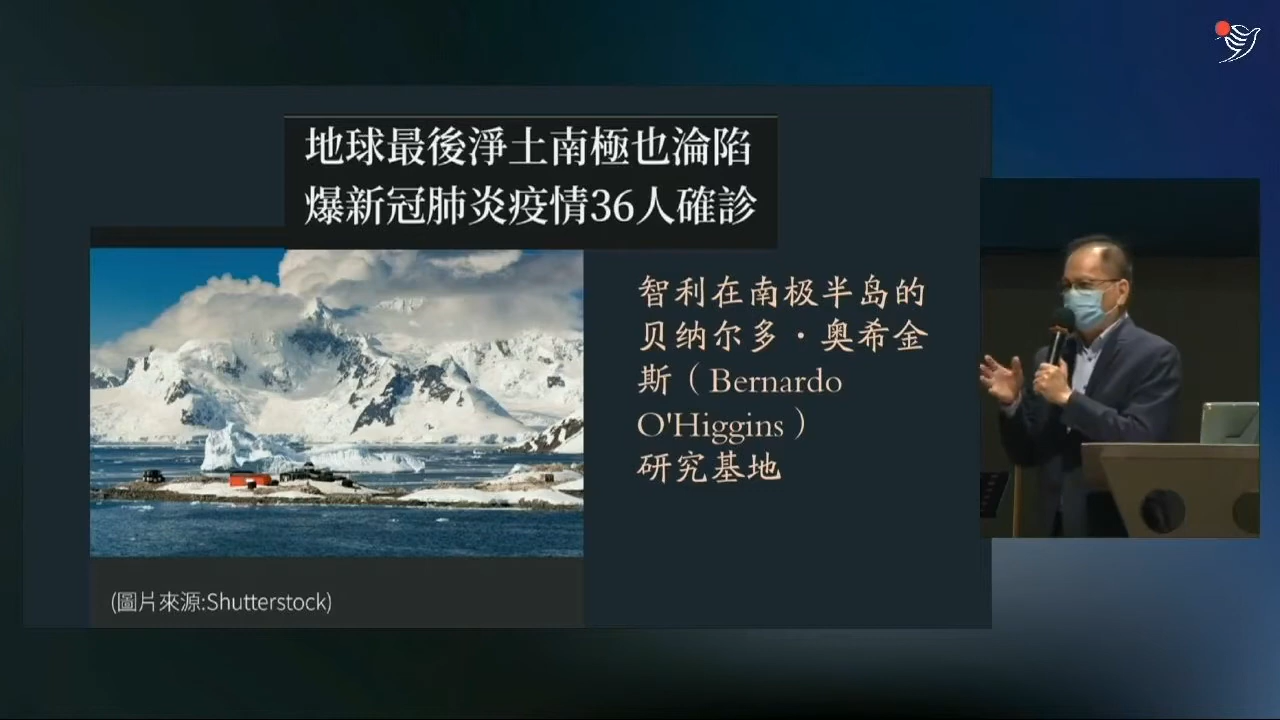 地球最後淨土南極也淪陷
爆新冠肺炎疫情36人確診
智利在南极半岛的
贝纳尔多·奥希金
斯（Bernardo
O'Higgins）
研究基地
(圖片來源:Shutterstock)